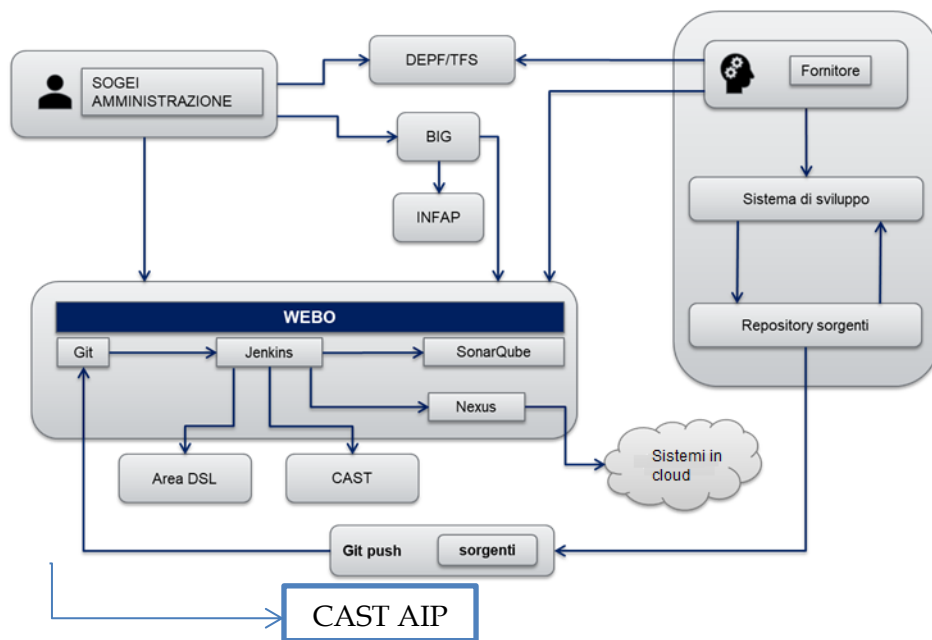 DEPF/TFS
SOGEI
AMMINISTRAZIONE
Fornitore
BIG
INFAP
Sistema di sviluppo
WEBO
Repository sorgenti
Git
Jenkins
SonarQube
Nexus
Area DSL
CAST
Sistemi in
cloud
Git push
sorgenti
CAST AIP